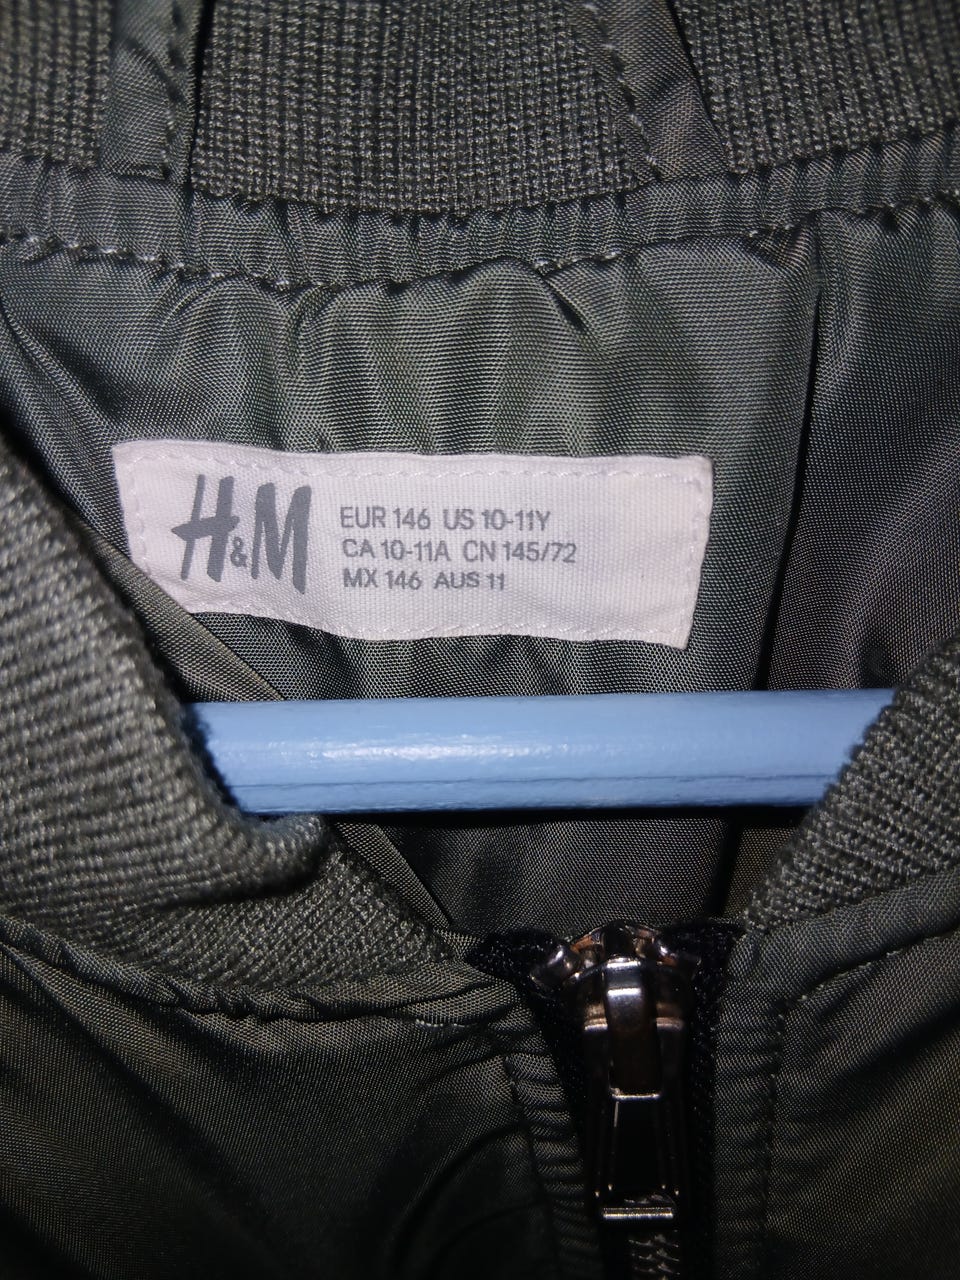 H&M
EUR 146 US 10-11Y
CA 10-11A CN 145/72
MX 146 AUS 11